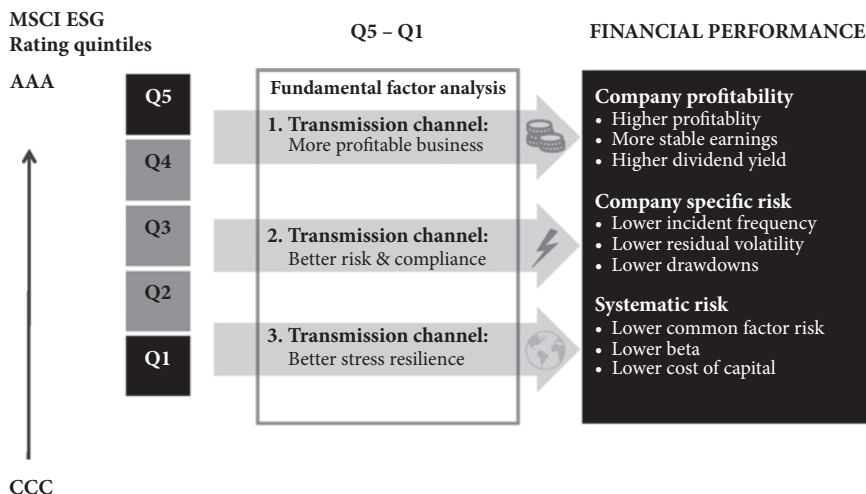 MSCI ESG
Rating quintiles
AAA
CCC
Q5
Q4
Q3
Q2
Q1
Q5 – Q1
Fundamental factor analysis
1. Transmission channel:
More profitable business
2. Transmission channel:
Better risk & compliance
3. Transmission channel:
Better stress resilience
FINANCIAL PERFORMANCE
Company profitability
• Higher profitablity
• More stable earnings
• Higher dividend yield
Company specific risk
• Lower incident frequency
• Lower residual volatility
• Lower drawdowns
Systematic risk
• Lower common factor risk
• Lower beta
• Lower cost of capital